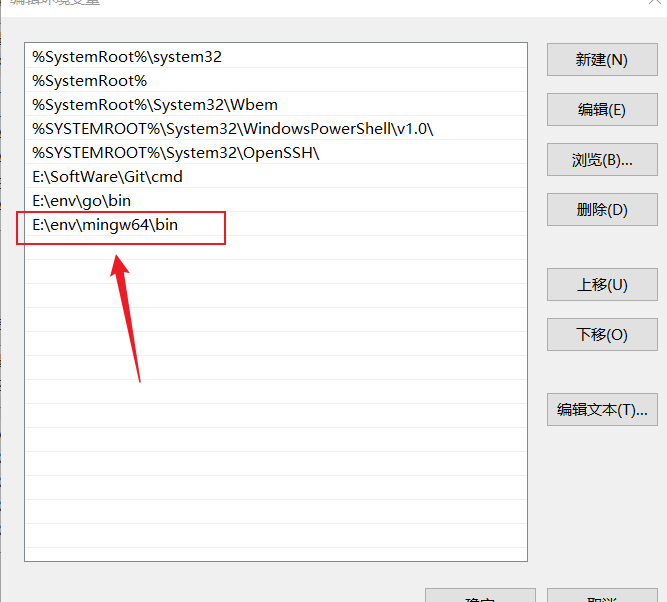 编辑环境变量
%SystemRoot%\system32
%SystemRoot%
%SystemRoot%\System32\Wbem
%SYSTEMROOT%\System32\WindowsPowerShell\v1.0\
%SYSTEMROOT%\System32\OpenSSH\
E:\SoftWare\Git\cmd
E:\env\go\bin
E:\env\mingw64\bin
新建(N)
编辑(E)
浏览(B)...
删除(D)
上移(U)
下移(O)
编辑文本(T)...
确定
取消